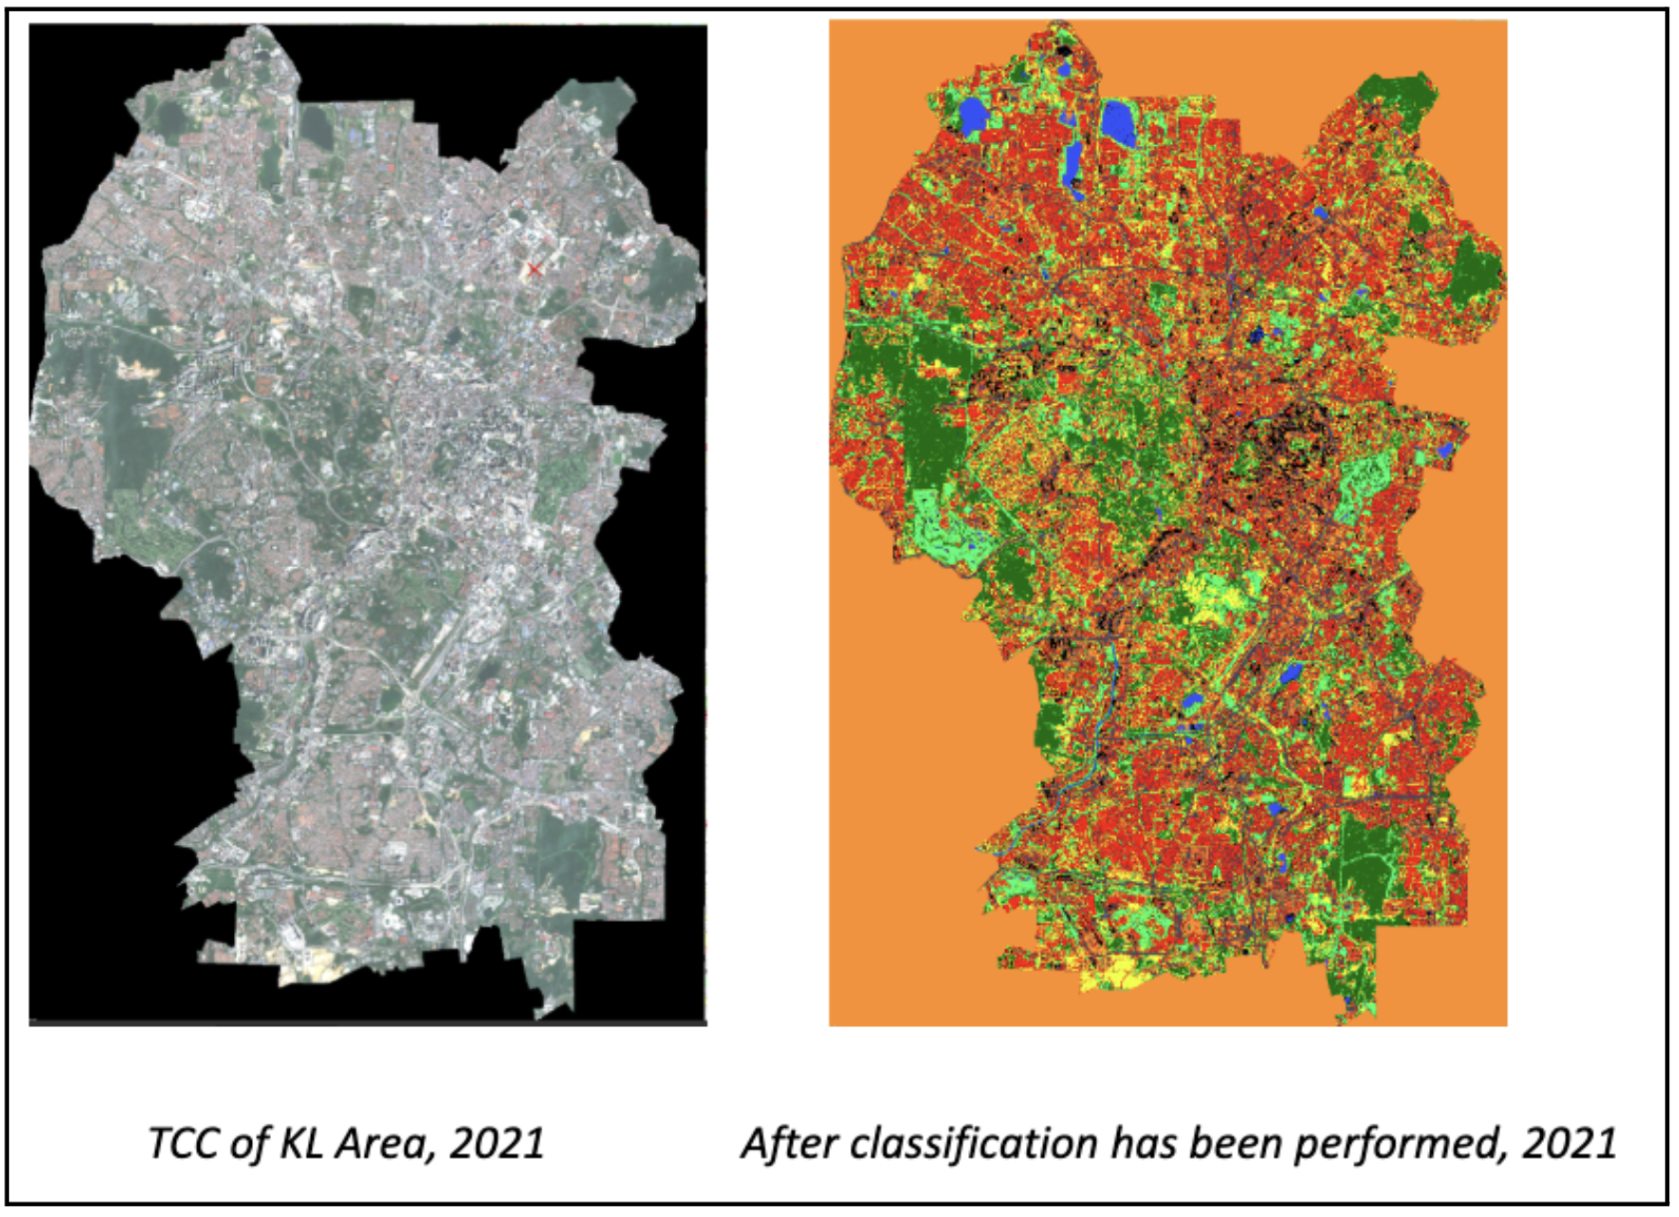 TCC of KL Area, 2021
After classification has been performed, 2021